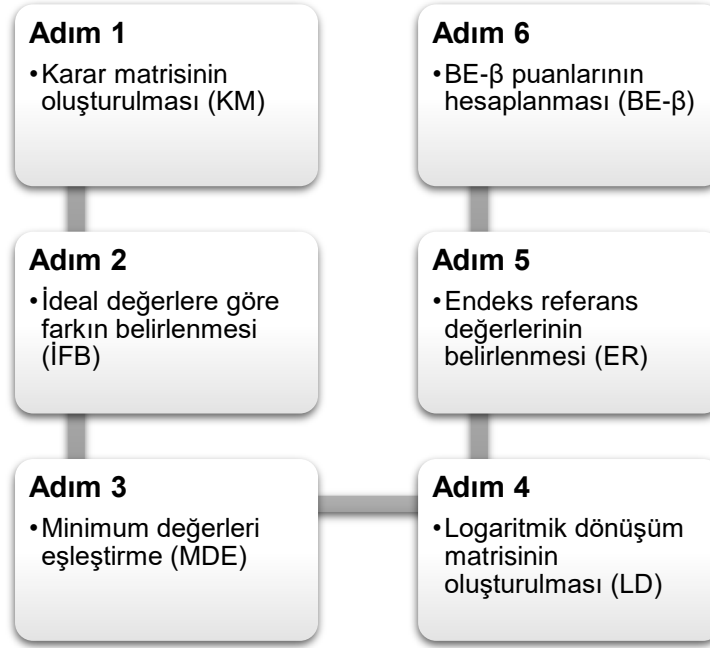 Adım 1
•Karar matrisinin
oluşturulması (KM)
Adım 2
•İdeal değerlere göre
farkın belirlenmesi
(İFB)
Adım 3
•Minimum değerleri
eşleştirme (MDE)
Adım 4
•Logaritmik dönüşüm
matrisinin
oluşturulması (LD)
Adım 5
•Endeks referans
değerlerinin
belirlenmesi (ER)
Adım 6
•BE-β puanlarının
hesaplanması (BE-β)